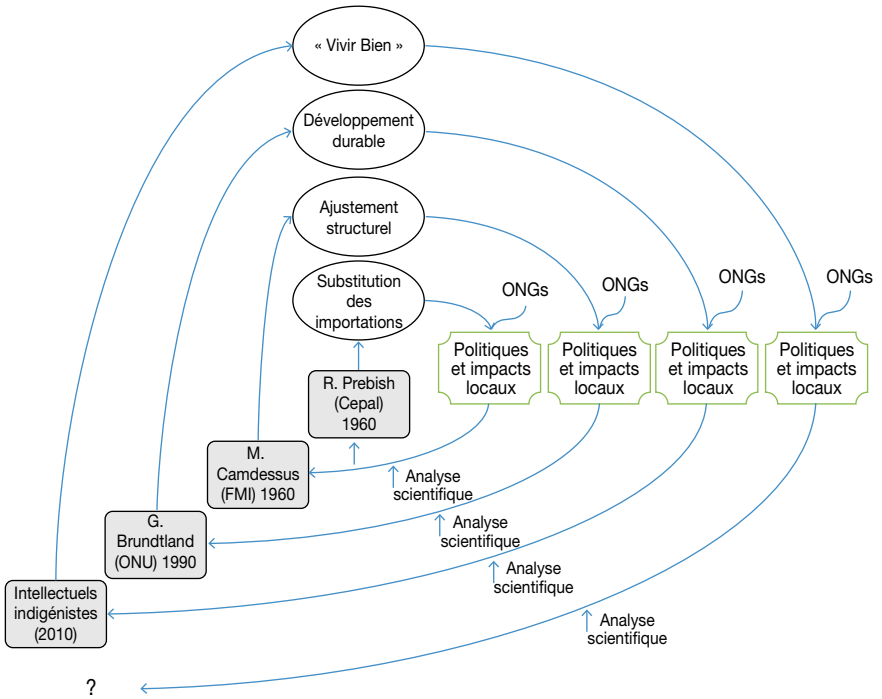 « Vivir Bien »
Développement
durable
Ajustement
structurel
Substitution
des
importations
ONGs
ONGs
ONGs
ONGs
Politiques
et impacts
locaux
Politiques
et impacts
locaux
Politiques
et impacts
locaux
Politiques
et impacts
locaux
R. Prebish
(Cepal)
1960
M.
Camdessus
(FMI) 1960
G.
Brundtland
(ONU) 1990
Intellectuels
indigénistes
(2010)
Analyse
scientifique
Analyse
scientifique
Analyse
scientifique
Analyse
scientifique
?